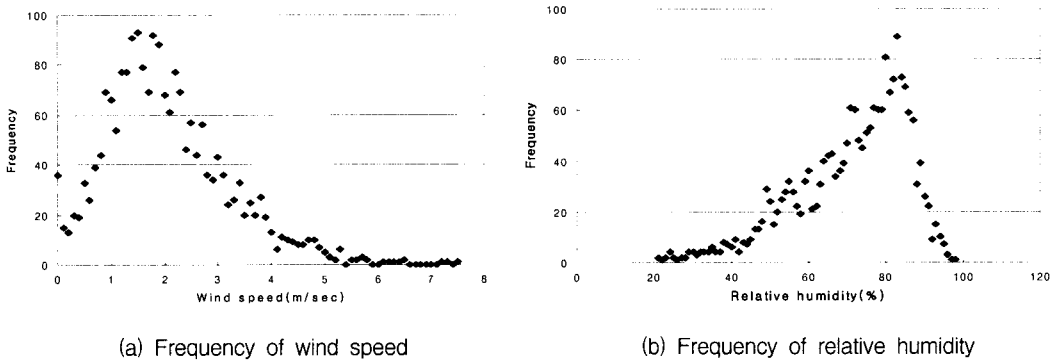 100
80
60
40
20
0
Frequency
0 1 2 3 4 5 6 7 8
Wind speed(m/sec)
(a) Frequency of wind speed
100
80
60
40
20
0
Frequency
0 20 40 60 80 100 120
Relative humidity(%)
(b) Frequency of relative humidity